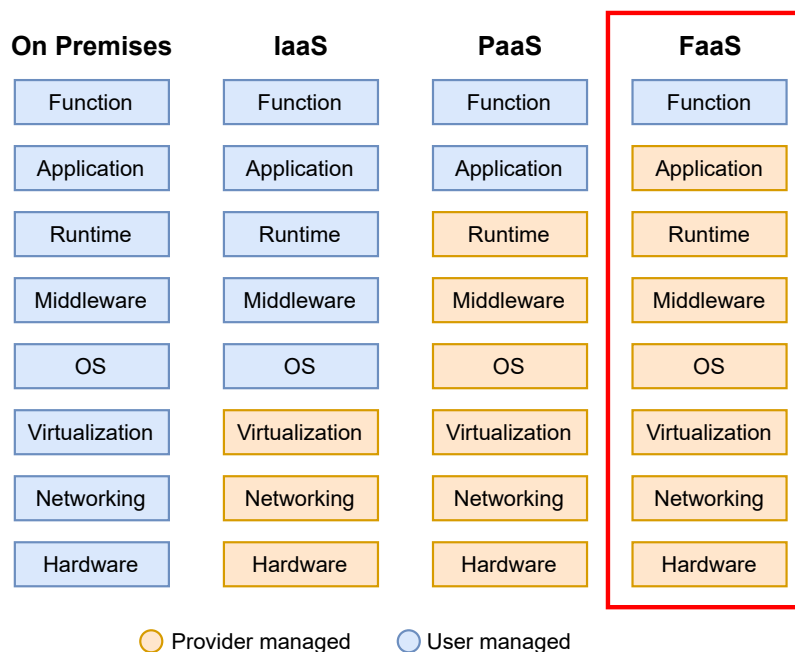 On Premises IaaS PaaS FaaS
Function Function Function Function
Application Application Application Application
Runtime Runtime Runtime Runtime
Middleware Middleware Middleware Middleware
OS OS OS OS
Virtualization Virtualization Virtualization Virtualization
Networking Networking Networking Networking
Hardware Hardware Hardware Hardware
Provider managed User managed